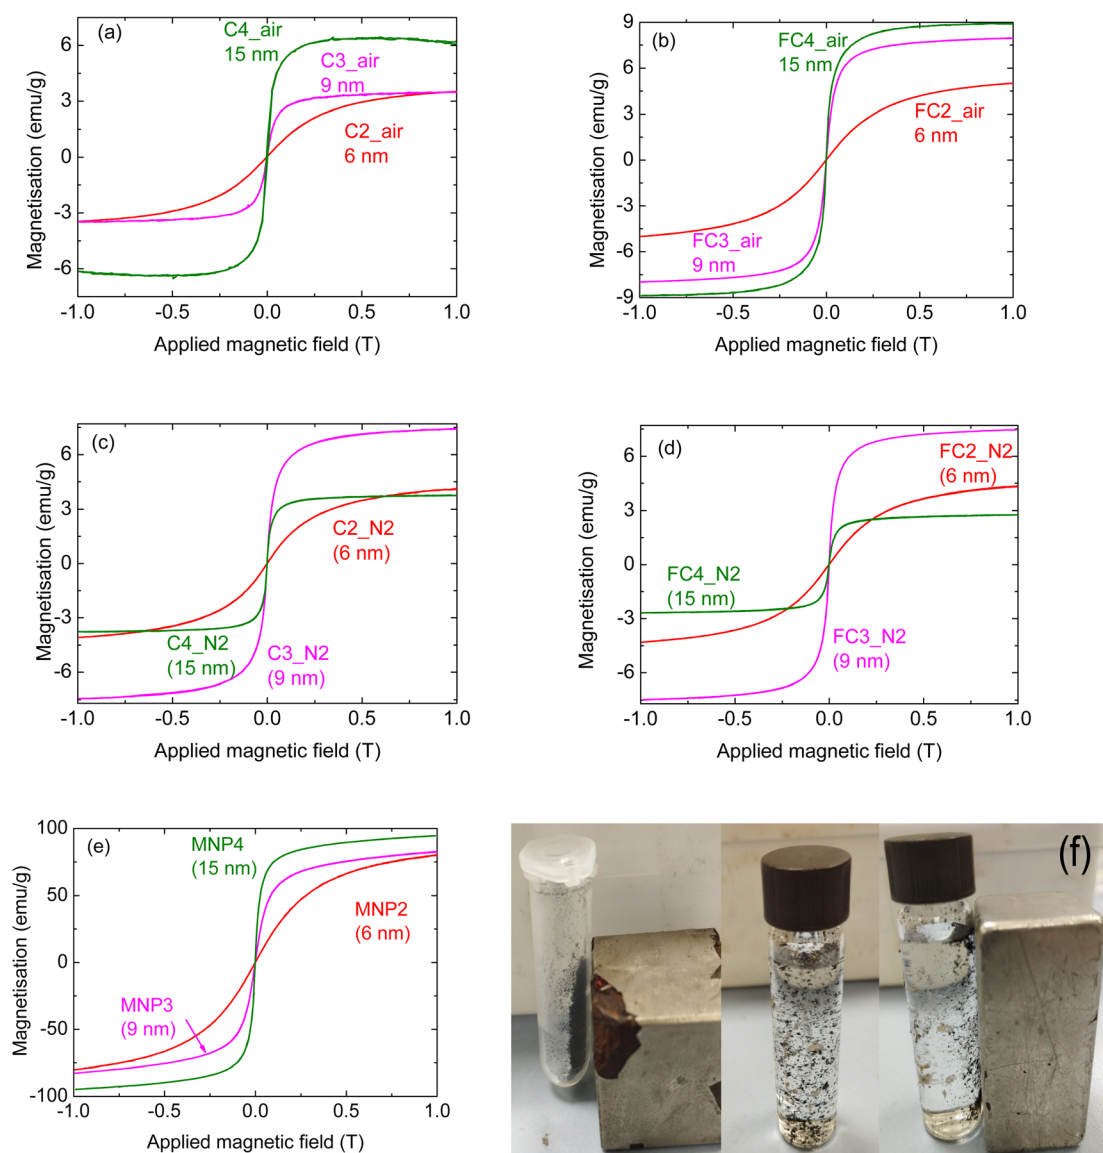 (a)
C4_air
15 nm
C3_air
9 nm
C2_air
6 nm
Magnetisation (emu/g)
6
3
0
-3
-6
-1.0 -0.5 0.0 0.5 1.0
Applied magnetic field (T)
(b)
FC4_air
15 nm
FC2_air
6 nm
FC3_air
9 nm
Magnetisation (emu/g)
9
6
3
0
-3
-6
-9
-1.0 -0.5 0.0 0.5 1.0
Applied magnetic field (T)
(c)
C2_N2
(6 nm)
C4_N2
(15 nm)
C3_N2
(9 nm)
Magnetisation (emu/g)
6
3
0
-3
-6
-1.0 -0.5 0.0 0.5 1.0
Applied magnetic field (T)
(d)
FC2_N2
(6 nm)
FC4_N2
(15 nm)
FC3_N2
(9 nm)
Magnetisation (emu/g)
6
3
0
-3
-6
-1.0 -0.5 0.0 0.5 1.0
Applied magnetic field (T)
(e)
MNP4
(15 nm)
MNP2
(6 nm)
MNP3
(9 nm)
Magnetisation (emu/g)
100
50
0
-50
-100
-1.0 -0.5 0.0 0.5 1.0
Applied magnetic field (T)
(f)